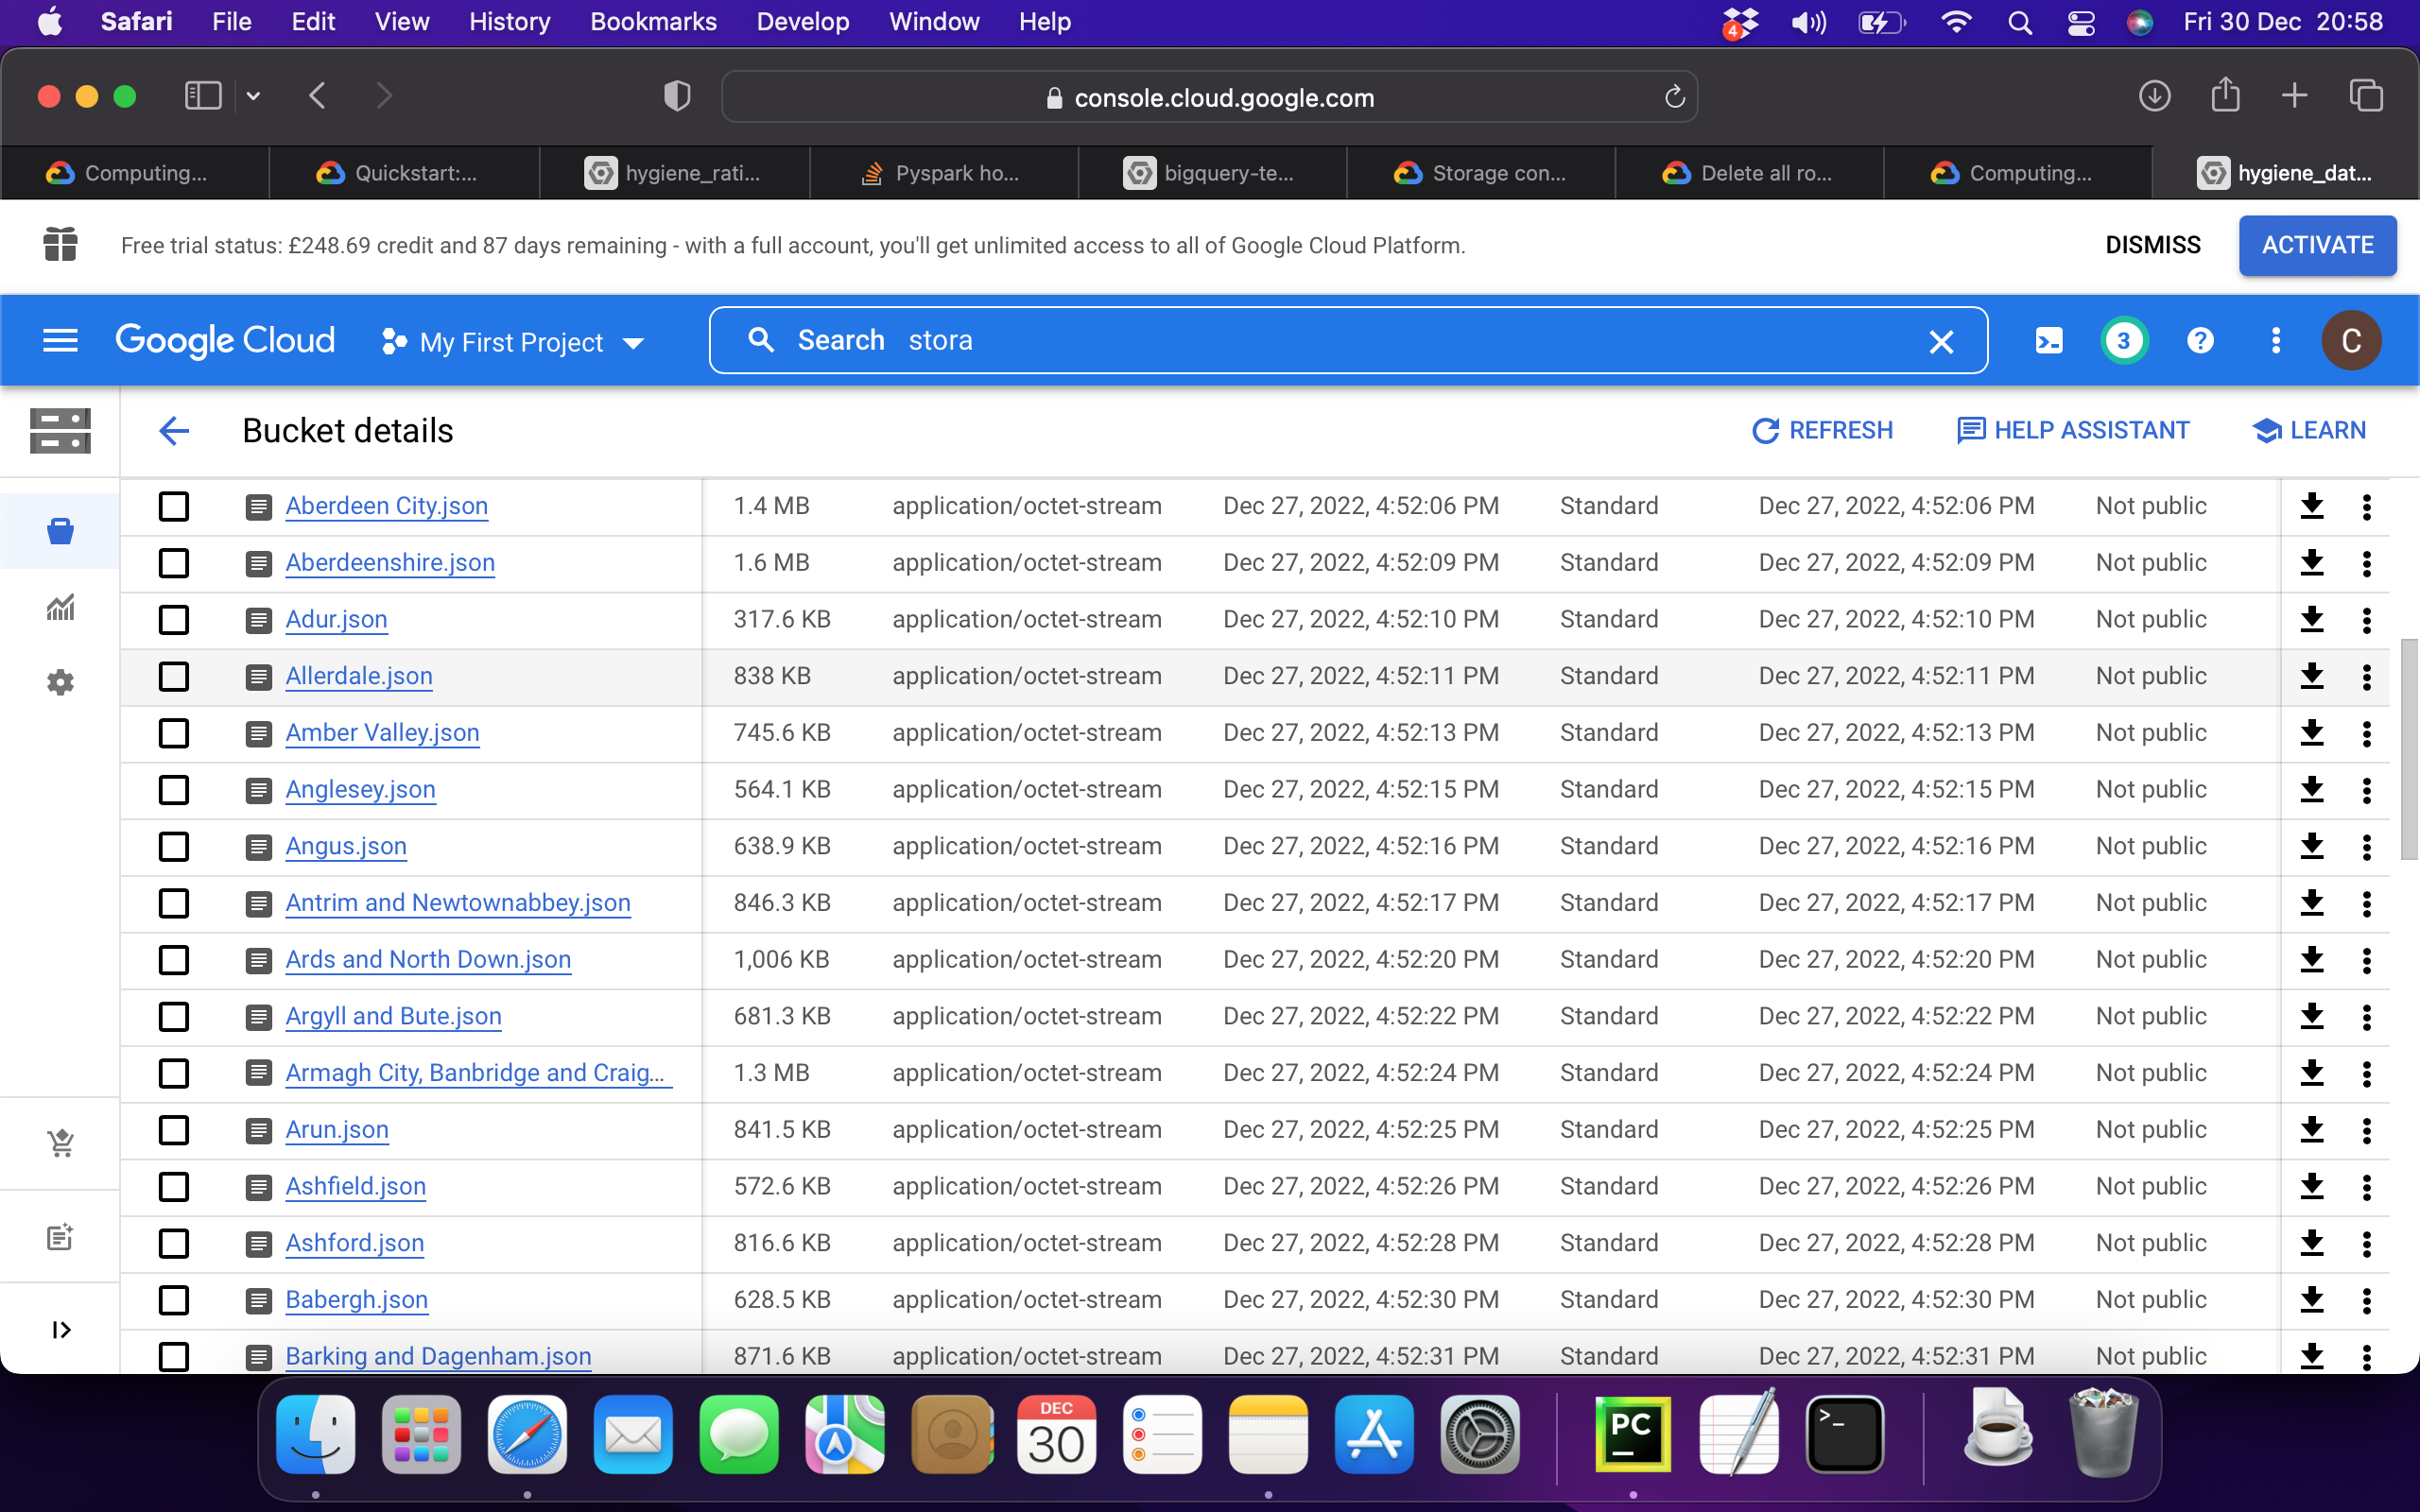 Safari File Edit View History Bookmarks Develop Window Help 4 Fri 30 Dec 20:58
console.cloud.google.com
Computing... Quickstart:... hygiene_rati... Pyspark ho... bigquery-te... Storage con... Delete all ro... Computing... hygiene_dat...
Free trial status: £248.69 credit and 87 days remaining - with a full account, you'll get unlimited access to all of Google Cloud Platform. DISMISS ACTIVATE
Google Cloud My First Project Search stora 3 ? C
Bucket details REFRESH HELP ASSISTANT LEARN
Aberdeen City.json 1.4 MB application/octet-stream Dec 27, 2022, 4:52:06 PM Standard Dec 27, 2022, 4:52:06 PM Not public
Aberdeenshire.json 1.6 MB application/octet-stream Dec 27, 2022, 4:52:09 PM Standard Dec 27, 2022, 4:52:09 PM Not public
Adur.json 317.6 KB application/octet-stream Dec 27, 2022, 4:52:10 PM Standard Dec 27, 2022, 4:52:10 PM Not public
Allerdale.json 838 KB application/octet-stream Dec 27, 2022, 4:52:11 PM Standard Dec 27, 2022, 4:52:11 PM Not public
Amber Valley.json 745.6 KB application/octet-stream Dec 27, 2022, 4:52:13 PM Standard Dec 27, 2022, 4:52:13 PM Not public
Anglesey.json 564.1 KB application/octet-stream Dec 27, 2022, 4:52:15 PM Standard Dec 27, 2022, 4:52:15 PM Not public
Angus.json 638.9 KB application/octet-stream Dec 27, 2022, 4:52:16 PM Standard Dec 27, 2022, 4:52:16 PM Not public
Antrim and Newtownabbey.json 846.3 KB application/octet-stream Dec 27, 2022, 4:52:17 PM Standard Dec 27, 2022, 4:52:17 PM Not public
Ards and North Down.json 1,006 KB application/octet-stream Dec 27, 2022, 4:52:20 PM Standard Dec 27, 2022, 4:52:20 PM Not public
Argyll and Bute.json 681.3 KB application/octet-stream Dec 27, 2022, 4:52:22 PM Standard Dec 27, 2022, 4:52:22 PM Not public
Armagh City, Banbridge and Craig... 1.3 MB application/octet-stream Dec 27, 2022, 4:52:24 PM Standard Dec 27, 2022, 4:52:24 PM Not public
Arun.json 841.5 KB application/octet-stream Dec 27, 2022, 4:52:25 PM Standard Dec 27, 2022, 4:52:25 PM Not public
Ashfield.json 572.6 KB application/octet-stream Dec 27, 2022, 4:52:26 PM Standard Dec 27, 2022, 4:52:26 PM Not public
Ashford.json 816.6 KB application/octet-stream Dec 27, 2022, 4:52:28 PM Standard Dec 27, 2022, 4:52:28 PM Not public
Babergh.json 628.5 KB application/octet-stream Dec 27, 2022, 4:52:30 PM Standard Dec 27, 2022, 4:52:30 PM Not public
Barking and Dagenham.json 871.6 KB application/octet-stream Dec 27, 2022, 4:52:31 PM Standard Dec 27, 2022, 4:52:31 PM Not public
DEC
30
PC
>_